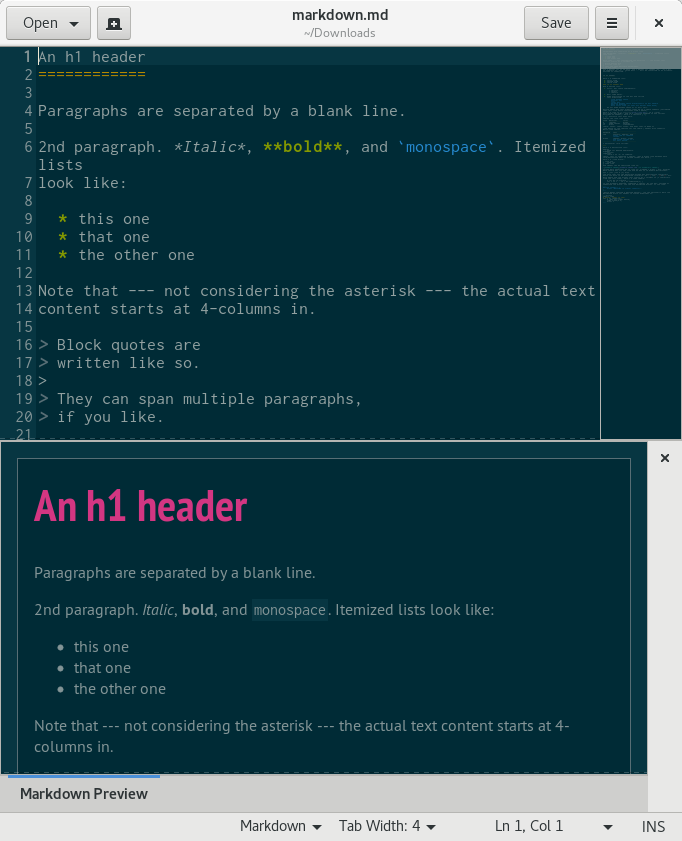 Open
markdown.md
~/Downloads
Save
1 An h1 header
2 ============
3
4 Paragraphs are separated by a blank line.
5
6 2nd paragraph. *Italic*, **bold**, and `monospace`. Itemized
lists
7 look like:
8
9 * this one
10 * that one
11 * the other one
12
13 Note that --- not considering the asterisk --- the actual text
14 content starts at 4-columns in.
15
16 > Block quotes are
17 > written like so.
18 >
19 > They can span multiple paragraphs,
20 > if you like.
21
An h1 header
Paragraphs are separated by a blank line.
2nd paragraph. Italic, bold, and monospace. Itemized lists look like:
• this one
• that one
• the other one
Note that --- not considering the asterisk --- the actual text content starts at 4-
columns in.
Markdown Preview
Markdown Tab Width: 4 Ln 1, Col 1 INS